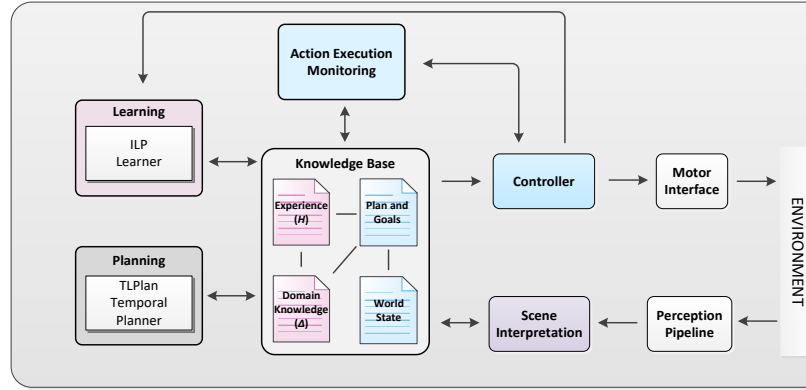 Action Execution
Monitoring
Learning
ILP
Learner
Knowledge Base
Experience
(H)
Plan and
Goals
Domain
Knowledge
(Δ)
World
State
Controller
Motor
Interface
Planning
TLPlan
Temporal
Planner
Scene
Interpretation
Perception
Pipeline
ENVIRONMENT